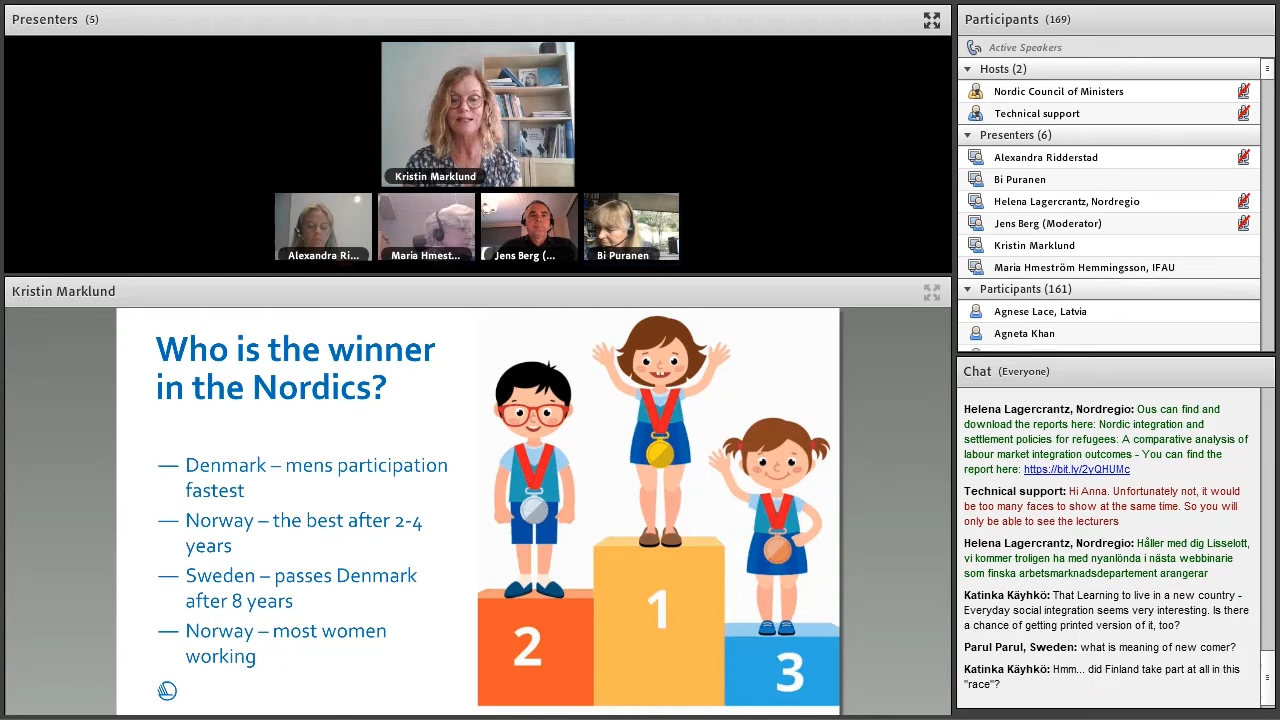 Presenters (5)
Kristin Marklund
Alexandra Ri...
Maria Hmest...
Jens Berg (...
Bi Puranen
Kristin Marklund
Who is the winner
in the Nordics?
— Denmark – mens participation
fastest
— Norway – the best after 2-4
years
— Sweden – passes Denmark
after 8 years
— Norway – most women
working
2
1
3
Participants (169)
Active Speakers
Hosts (2)
Nordic Council of Ministers
Technical support
Presenters (6)
Alexandra Ridderstad
Bi Puranen
Helena Lagercrantz, Nordregio
Jens Berg (Moderator)
Kristin Marklund
Maria Hmeström Hemmingsson, IFAU
Participants (161)
Agnese Lace, Latvia
Agneta Khan
Chat (Everyone)
Helena Lagercrantz, Nordregio: Ous can find and
download the reports here: Nordic integration and
settlement policies for refugees: A comparative analysis of
labour market integration outcomes - You can find the
report here: https://bit.ly/2yQHUMc
Technical support: Hi Anna. Unfortunately not, it would
be too many faces to show at the same time. So you will
only be able to see the lecturers
Helena Lagercrantz, Nordregio: Håller med dig Lisselott,
vi kommer troligen ha med nyanlönda i nästa webbinarie
som finska arbetsmarknadsdepartement arangerar
Katinka Käyhkö: That Learning to live in a new country -
Everyday social integration seems very interesting. Is there
a chance of getting printed version of it, too?
Parul Parul, Sweden: what is meaning of new comer?
Katinka Käyhkö: Hmm... did Finland take part at all in this
"race"?